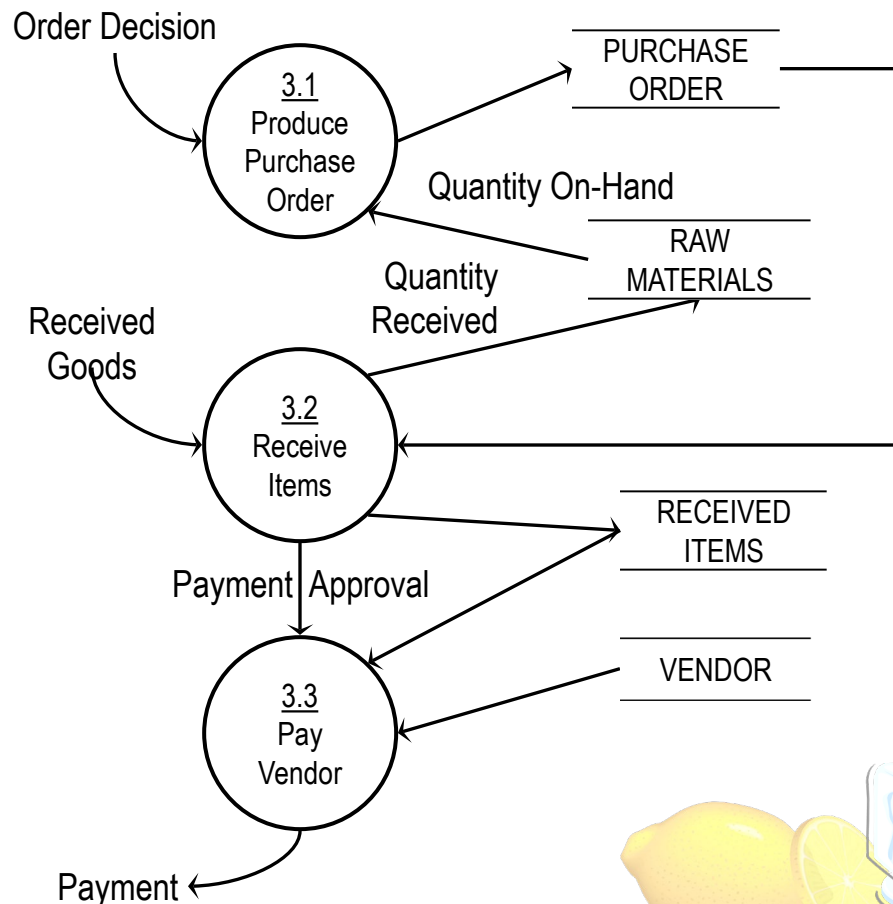 Order Decision
3.1
Produce
Purchase
Order
PURCHASE
ORDER
Quantity On-Hand
RAW
MATERIALS
Quantity
Received
Received
Goods
3.2
Receive
Items
RECEIVED
ITEMS
Payment Approval
VENDOR
3.3
Pay
Vendor
Payment